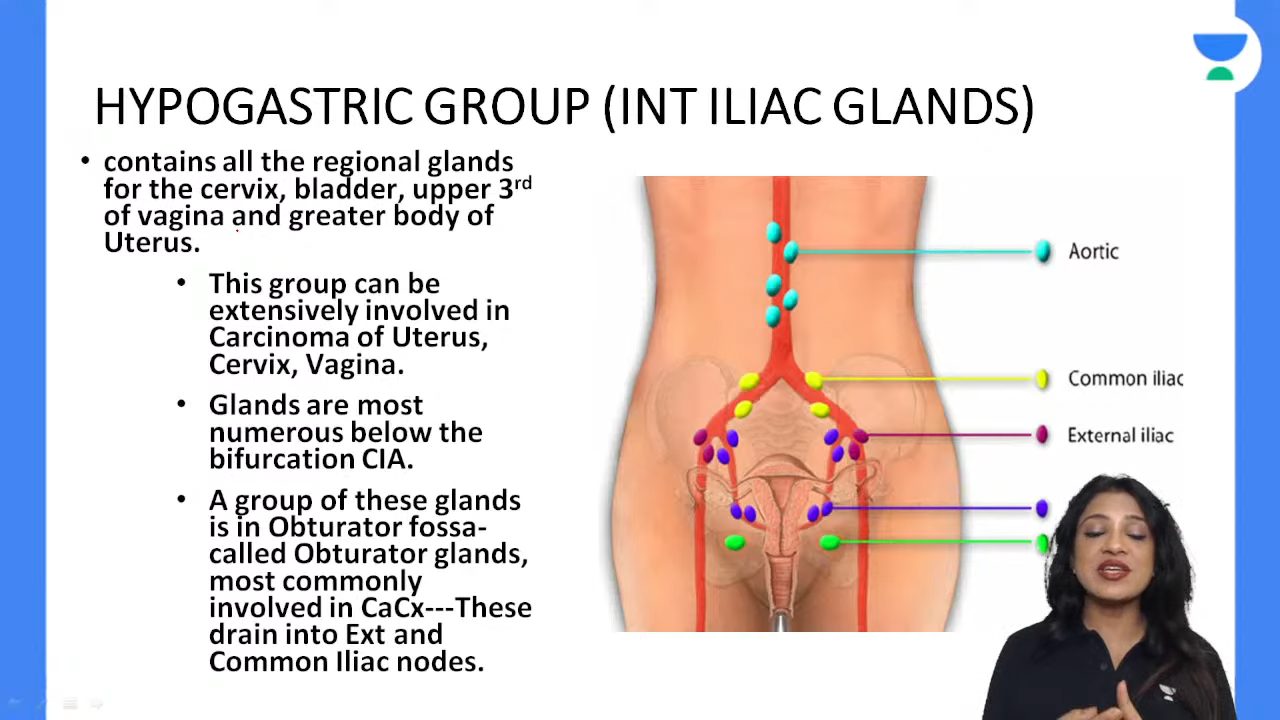 HYPOGASTRIC GROUP (INT ILIAC GLANDS)
• contains all the regional glands
for the cervix, bladder, upper 3rd
of vagina and greater body of
Uterus.
• This group can be
extensively involved in
Carcinoma of Uterus,
Cervix, Vagina.
• Glands are most
numerous below the
bifurcation CIA.
• A group of these glands
is in Obturator fossa-
called Obturator glands,
most commonly
involved in CaCx---These
drain into Ext and
Common Iliac nodes.
Aortic
Common iliac
External iliac